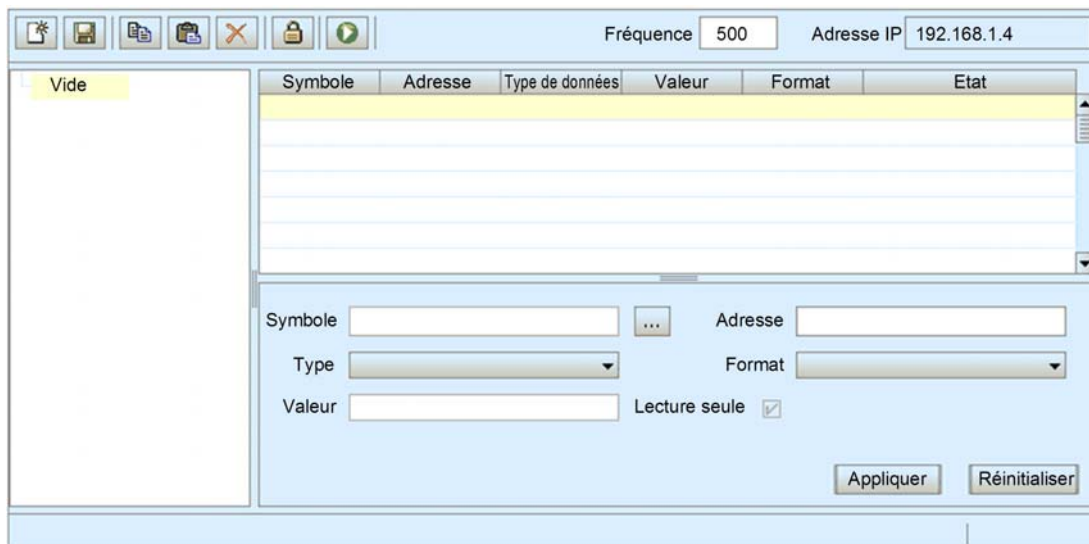 Fréquence 500 Adresse IP 192.168.1.4
Vide
Symbole Adresse Type de données Valeur Format Etat
Symbole ... Adresse
Type Format
Valeur Lecture seule
Appliquer Réinitialiser